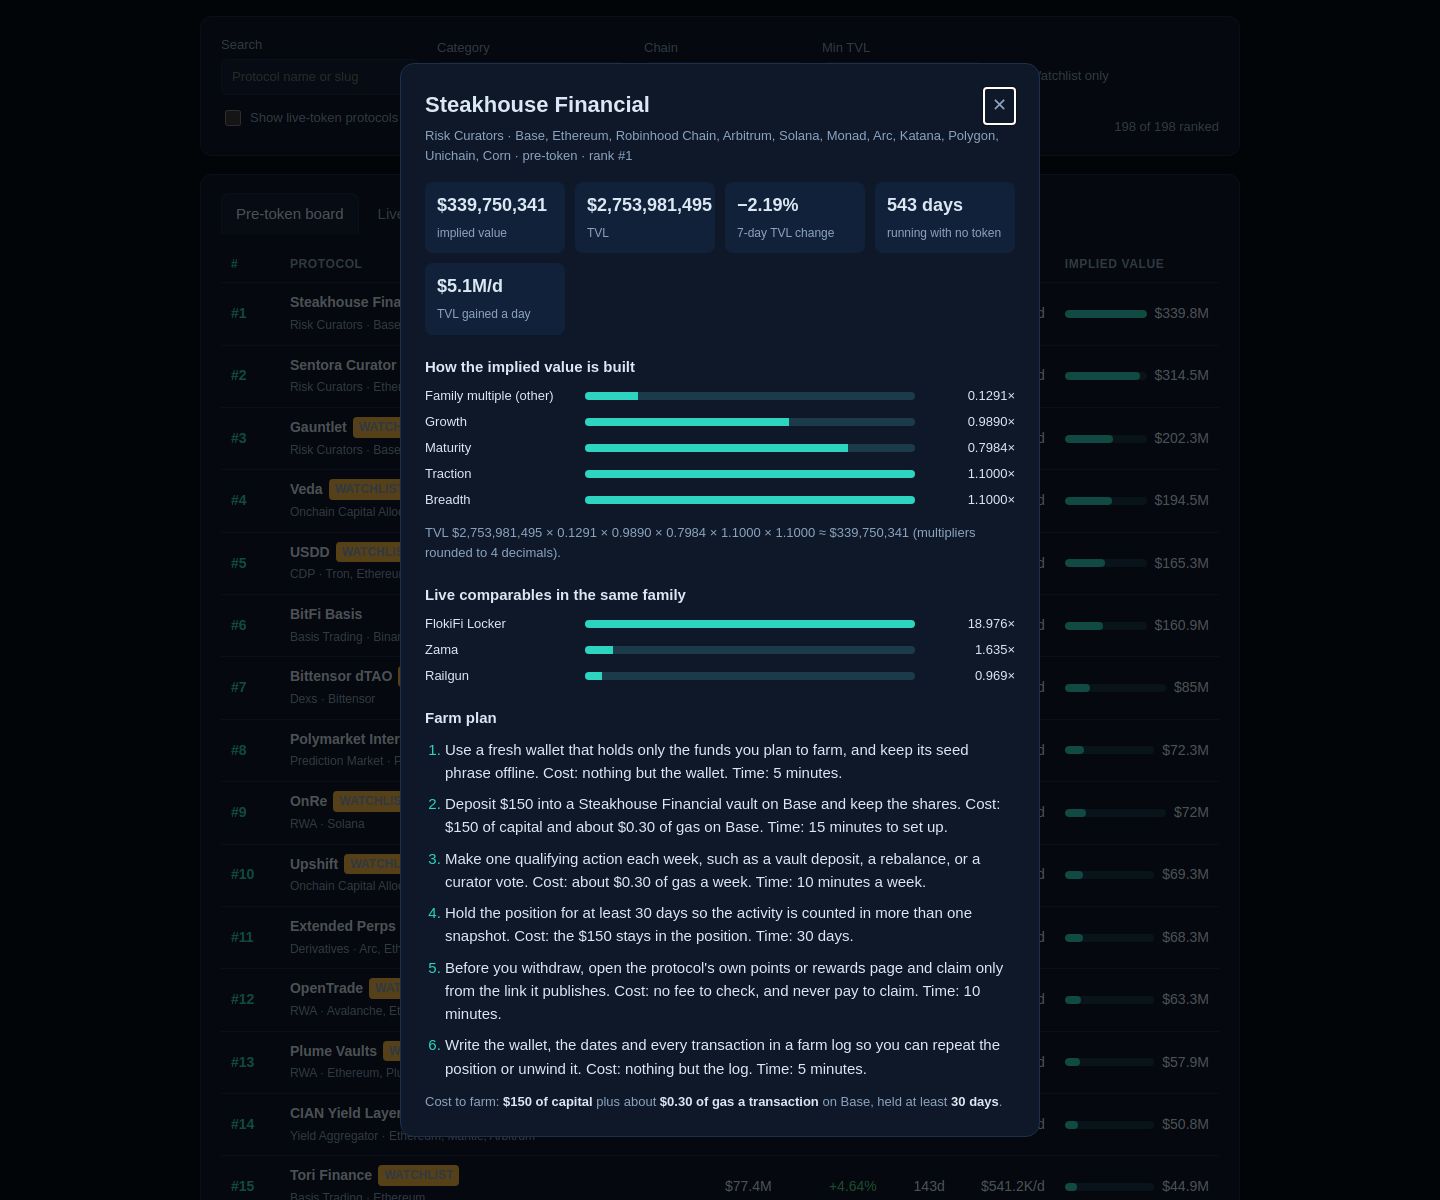 Search
Category
Chain
Min TVL
Protocol name or slug
Watchlist only
Show live-token protocols
198 of 198 ranked
Pre-token board
Live
# PROTOCOL IMPLIED VALUE
#1 Steakhouse Fina $339.8M
Risk Curators · Base
#2 Sentora Curator $314.5M
Risk Curators · Ether
#3 Gauntlet WATCH $202.3M
Risk Curators · Base
#4 Veda WATCHLIST $194.5M
Onchain Capital Alloc
#5 USDD WATCHLIS $165.3M
CDP · Tron, Ethereum
#6 BitFi Basis $160.9M
Basis Trading · Binan
#7 Bittensor dTAO $85M
Dexs · Bittensor
#8 Polymarket Inter $72.3M
Prediction Market · P
#9 OnRe WATCHLIS $72M
RWA · Solana
#10 Upshift WATCHL $69.3M
Onchain Capital Alloc
#11 Extended Perps $68.3M
Derivatives · Arc, Eth
#12 OpenTrade WAT $63.3M
RWA · Avalanche, Et
#13 Plume Vaults W $57.9M
RWA · Ethereum, Plu
#14 CIAN Yield Layer $50.8M
Yield Aggregator · Ethereum, Mantle, Arbitrum
#15 Tori Finance WATCHLIST $77.4M +4.64% 143d $541.2K/d $44.9M
Basis Trading · Ethereum
Steakhouse Financial
×
Risk Curators · Base, Ethereum, Robinhood Chain, Arbitrum, Solana, Monad, Arc, Katana, Polygon,
Unichain, Corn · pre-token · rank #1
$339,750,341
implied value
$2,753,981,495
TVL
−2.19%
7-day TVL change
543 days
running with no token
$5.1M/d
TVL gained a day
How the implied value is built
Family multiple (other) 0.1291×
Growth 0.9890×
Maturity 0.7984×
Traction 1.1000×
Breadth 1.1000×
TVL $2,753,981,495 × 0.1291 × 0.9890 × 0.7984 × 1.1000 × 1.1000 ≈ $339,750,341 (multipliers
rounded to 4 decimals).
Live comparables in the same family
FlokiFi Locker 18.976×
Zama 1.635×
Railgun 0.969×
Farm plan
1. Use a fresh wallet that holds only the funds you plan to farm, and keep its seed
phrase offline. Cost: nothing but the wallet. Time: 5 minutes.
2. Deposit $150 into a Steakhouse Financial vault on Base and keep the shares. Cost:
$150 of capital and about $0.30 of gas on Base. Time: 15 minutes to set up.
3. Make one qualifying action each week, such as a vault deposit, a rebalance, or a
curator vote. Cost: about $0.30 of gas a week. Time: 10 minutes a week.
4. Hold the position for at least 30 days so the activity is counted in more than one
snapshot. Cost: the $150 stays in the position. Time: 30 days.
5. Before you withdraw, open the protocol's own points or rewards page and claim only
from the link it publishes. Cost: no fee to check, and never pay to claim. Time: 10
minutes.
6. Write the wallet, the dates and every transaction in a farm log so you can repeat the
position or unwind it. Cost: nothing but the log. Time: 5 minutes.
Cost to farm: $150 of capital plus about $0.30 of gas a transaction on Base, held at least 30 days.